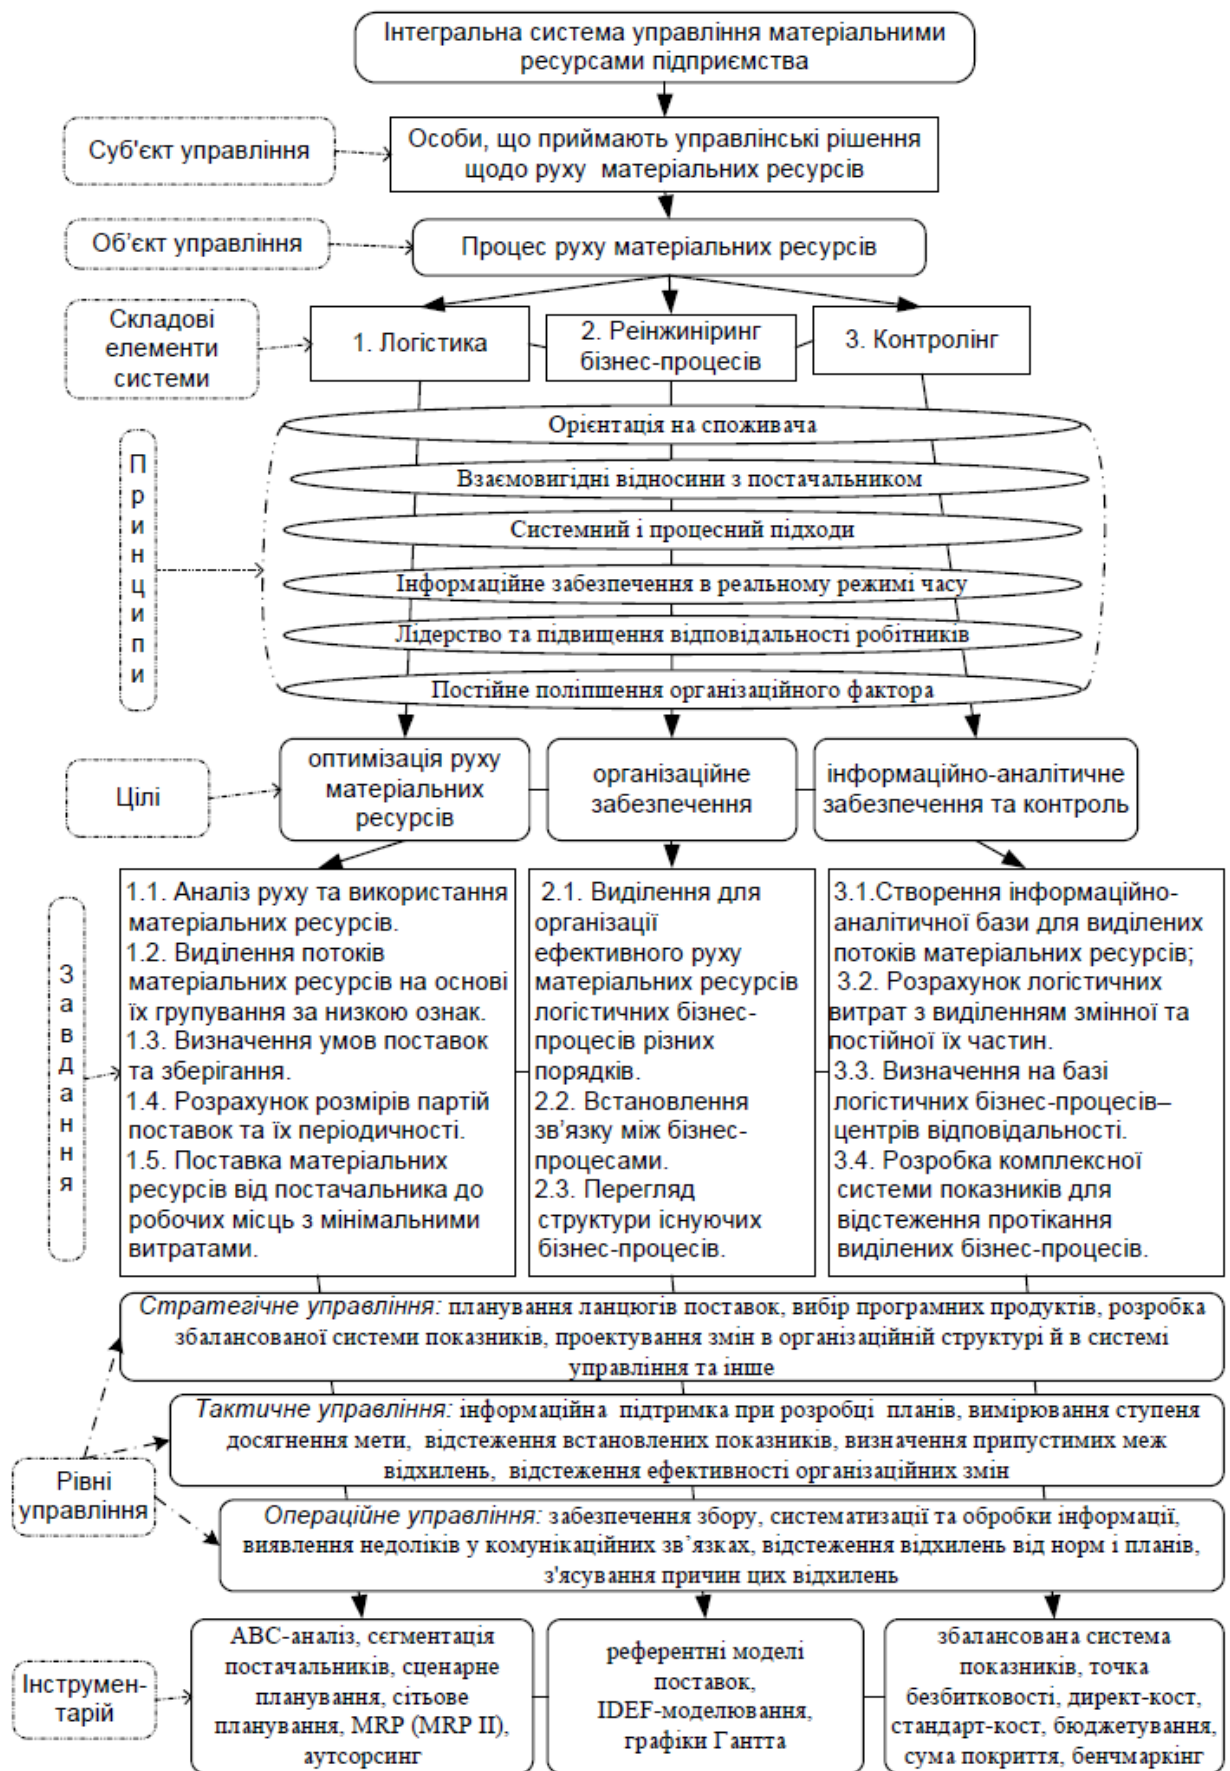 Інтегральна система управління матеріальними
ресурсами підприємства
Суб'єкт управління
Особи, що приймають управлінські рішення
щодо руху матеріальних ресурсів
Об'єкт управління
Процес руху матеріальних ресурсів
Складові
елементи
системи
1. Логістика
2. Реінжиніринг
бізнес-процесів
3. Контролінг
Принципи
Орієнтація на споживача
Взаємовигідні відносини з постачальником
Системний і процесний підходи
Інформаційне забезпечення в реальному режимі часу
Лідерство та підвищення відповідальності робітників
Постійне поліпшення організаційного фактора
Цілі
оптимізація руху
матеріальних
ресурсів
організаційне
забезпечення
інформаційно-аналітичне
забезпечення та контроль
Завдання
1.1. Аналіз руху та використання
матеріальних ресурсів.
1.2. Виділення потоків
матеріальних ресурсів на основі
їх групування за низкою ознак.
1.3. Визначення умов поставок
та зберігання.
1.4. Розрахунок розмірів партій
поставок та їх періодичності.
1.5. Поставка матеріальних
ресурсів від постачальника до
робочих місць з мінімальними
витратами.
2.1. Виділення для
організації
ефективного руху
матеріальних ресурсів
логістичних бізнес-
процесів різних
порядків.
2.2. Встановлення
зв'язку між бізнес-
процесами.
2.3. Перегляд
структури існуючих
бізнес-процесів.
3.1.Створення інформаційно-
аналітичної бази для виділених
потоків матеріальних ресурсів;
3.2. Розрахунок логістичних
витрат з виділенням змінної та
постійної їх частин.
3.3. Визначення на базі
логістичних бізнес-процесів–
центрів відповідальності.
3.4. Розробка комплексної
системи показників для
відстеження протікання
виділених бізнес-процесів.
Рівні
управління
Стратегічне управління: планування ланцюгів поставок, вибір програмних продуктів, розробка
збалансованої системи показників, проектування змін в організаційній структурі й в системі
управління та інше
Тактичне управління: інформаційна підтримка при розробці планів, вимірювання ступеня
досягнення мети, відстеження встановлених показників, визначення припустимих меж
відхилень, відстеження ефективності організаційних змін
Операційне управління: забезпечення збору, систематизації та обробки інформації,
виявлення недоліків у комунікаційних зв'язках, відстеження відхилень від норм і планів,
з'ясування причин цих відхилень
Інструмен-
тарій
АВС-аналіз, сєгментація
постачальників, сценарне
планування, сітьове
планування, MRP (MRP II),
аутсорсинг
референтні моделі
поставок,
IDEF-моделювання,
графіки Гантта
збалансована система
показників, точка
безбитковості, директ-кост,
стандарт-кост, бюджетування,
сума покриття, бенчмаркінг